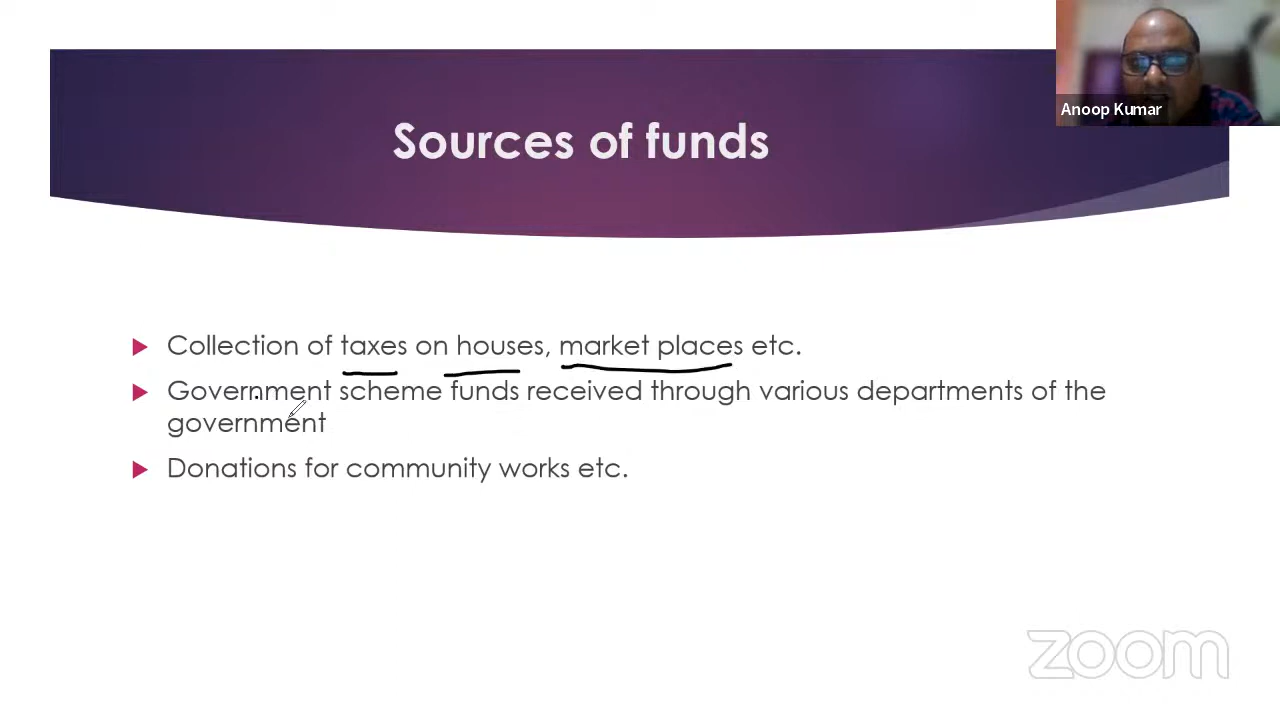 Anoop Kumar
Sources of funds
Collection of taxes on houses, market places etc.
Government scheme funds received through various departments of the
government
Donations for community works etc.
zoom